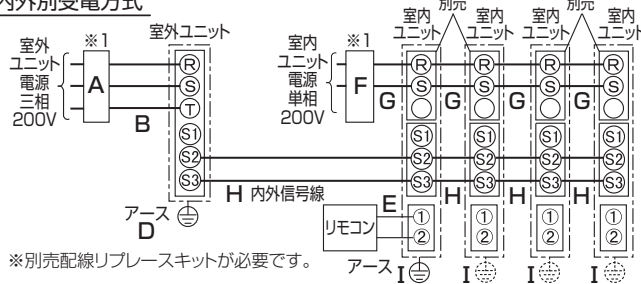 内外別受電方式
室外ユニット
室外
ユニット
電源
三相
200V
※1
A
B
R
S
T
S1
S2
S3
アース
D
H 内外信号線
室内
ユニット
電源
単相
200V
※1
F
G
G
G
G
室内
ユニット
別売
室内
ユニット
室内
ユニット
別売
室内
ユニット
R
R
R
R
S
S
S
S
S1
S1
S1
S1
S2
S2
S2
S2
S3
S3
S3
S3
H
H
H
リモコン
E
①
①
①
①
②
②
②
②
アース
I
I
I
I
※別売配線リプレースキットが必要です。